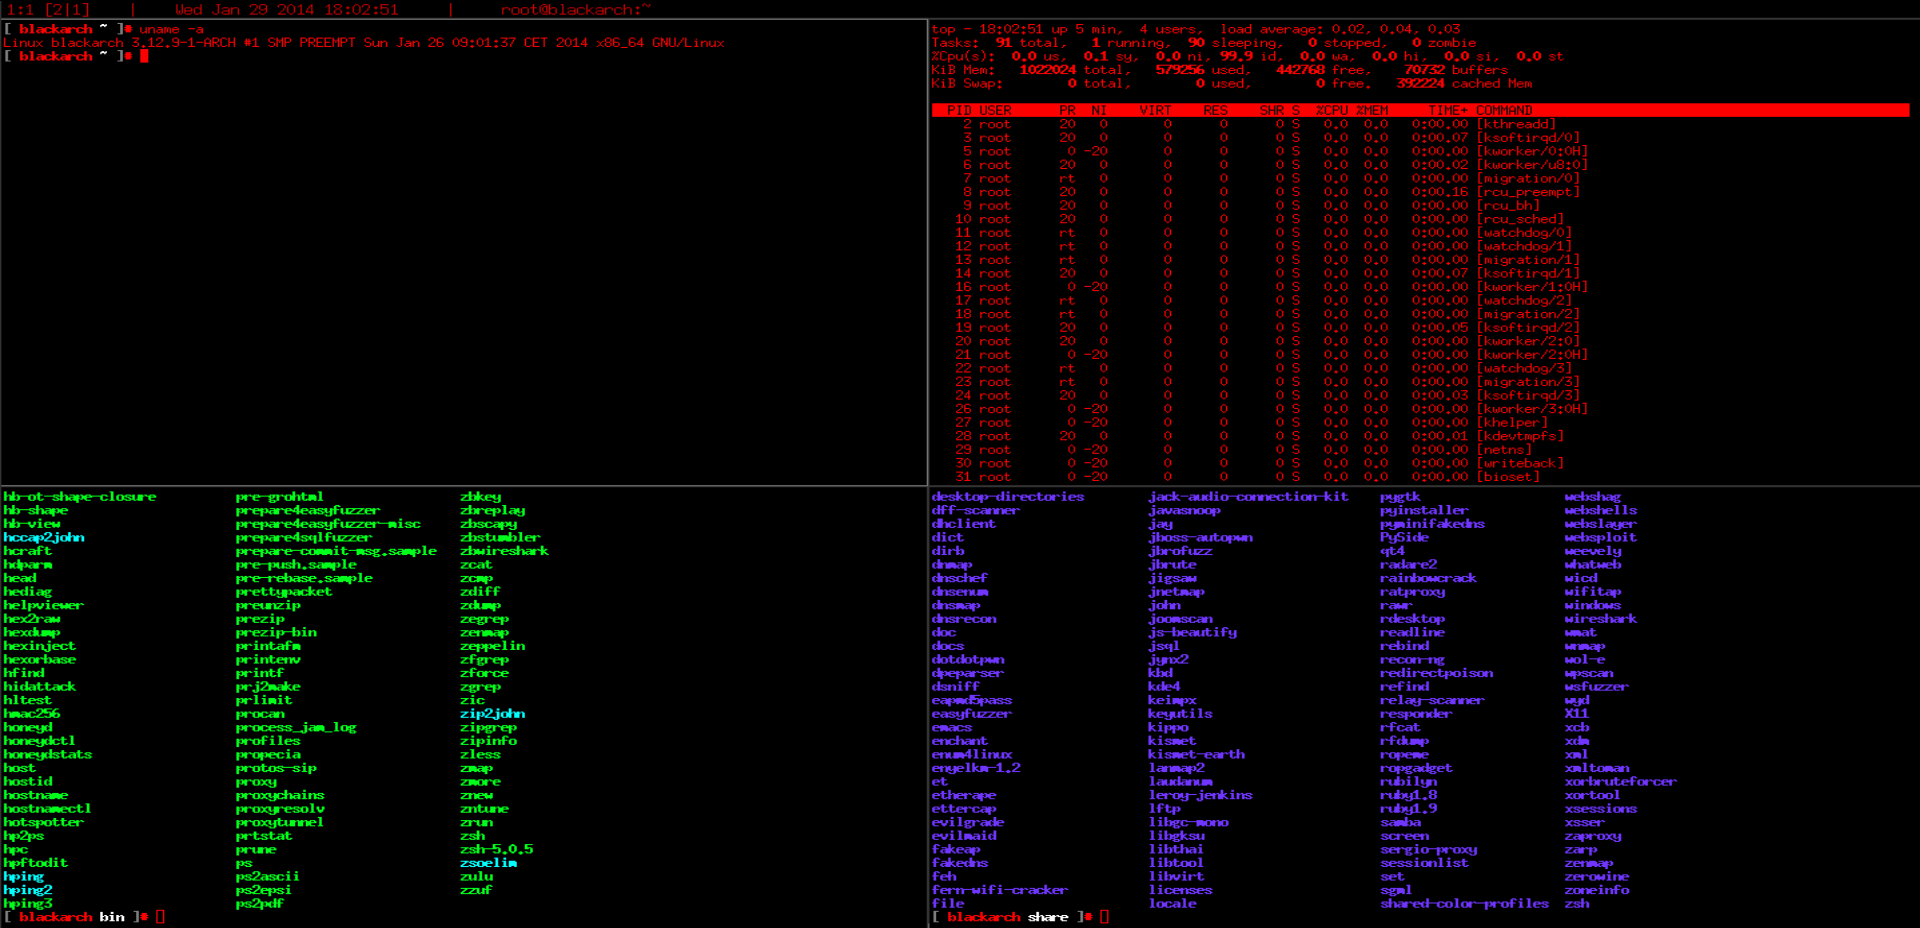 1:1 [2|1]    |    Wed Jan 29 2014 18:02:51    |    root@blackarch:~
[ blackarch ~ ]# uname -a
Linux blackarch 3.12.9-1-ARCH #1 SMP PREEMPT Sun Jan 26 09:01:37 CET 2014 x86_64 GNU/Linux
[ blackarch ~ ]#
top - 18:02:51 up 5 min,  4 users,  load average: 0.02, 0.04, 0.03
Tasks:  91 total,   1 running,  90 sleeping,   0 stopped,   0 zombie
%Cpu(s):  0.0 us,  0.1 sy,  0.0 ni, 99.9 id,  0.0 wa,  0.0 hi,  0.0 si,  0.0 st
KiB Mem:   1022024 total,   579256 used,   442768 free,    70732 buffers
KiB Swap:        0 total,        0 used,        0 free.   392224 cached Mem
PID USER      PR  NI    VIRT    RES    SHR S  %CPU %MEM     TIME+ COMMAND
2 root      20   0       0      0      0 S   0.0  0.0   0:00.00 [kthreadd]
3 root      20   0       0      0      0 S   0.0  0.0   0:00.07 [ksoftirqd/0]
5 root       0 -20       0      0      0 S   0.0  0.0   0:00.00 [kworker/0:0H]
6 root      20   0       0      0      0 S   0.0  0.0   0:00.02 [kworker/u8:0]
7 root      rt   0       0      0      0 S   0.0  0.0   0:00.00 [migration/0]
8 root      20   0       0      0      0 S   0.0  0.0   0:00.16 [rcu_preempt]
9 root      20   0       0      0      0 S   0.0  0.0   0:00.00 [rcu_bh]
10 root      20   0       0      0      0 S   0.0  0.0   0:00.00 [rcu_sched]
11 root      rt   0       0      0      0 S   0.0  0.0   0:00.00 [watchdog/0]
12 root      rt   0       0      0      0 S   0.0  0.0   0:00.00 [watchdog/1]
13 root      rt   0       0      0      0 S   0.0  0.0   0:00.00 [migration/1]
14 root      20   0       0      0      0 S   0.0  0.0   0:00.07 [ksoftirqd/1]
16 root       0 -20       0      0      0 S   0.0  0.0   0:00.00 [kworker/1:0H]
17 root      rt   0       0      0      0 S   0.0  0.0   0:00.00 [watchdog/2]
18 root      rt   0       0      0      0 S   0.0  0.0   0:00.00 [migration/2]
19 root      20   0       0      0      0 S   0.0  0.0   0:00.05 [ksoftirqd/2]
20 root      20   0       0      0      0 S   0.0  0.0   0:00.00 [kworker/2:0]
21 root       0 -20       0      0      0 S   0.0  0.0   0:00.00 [kworker/2:0H]
22 root      rt   0       0      0      0 S   0.0  0.0   0:00.00 [watchdog/3]
23 root      rt   0       0      0      0 S   0.0  0.0   0:00.00 [migration/3]
24 root      20   0       0      0      0 S   0.0  0.0   0:00.03 [ksoftirqd/3]
26 root       0 -20       0      0      0 S   0.0  0.0   0:00.00 [kworker/3:0H]
27 root       0 -20       0      0      0 S   0.0  0.0   0:00.00 [khelper]
28 root      20   0       0      0      0 S   0.0  0.0   0:00.01 [kdevtmpfs]
29 root       0 -20       0      0      0 S   0.0  0.0   0:00.00 [netns]
30 root       0 -20       0      0      0 S   0.0  0.0   0:00.00 [writeback]
31 root       0 -20       0      0      0 S   0.0  0.0   0:00.00 [bioset]
hb-ot-shape-closure pre-grohtml zbkey
hb-shape prepare4easyfuzzer zbreplay
hb-view prepare4easyfuzzer-misc zbscapy
hccap2john prepare4sqlfuzzer zbstumbler
hcraft prepare-commit-msg.sample zbwireshark
hdparm pre-push.sample zcat
head pre-rebase.sample zcmp
hediag prettypacket zdiff
helpviewer preunzip zdump
hex2raw prezip zegrep
hexdump prezip-bin zenmap
hexinject printafm zeppelin
hexorbase printenv zfgrep
hfind printf zforce
hidattack prj2make zgrep
hltest prlimit zic
hmac256 procan zip2john
honeyd process_jam_log zipgrep
honeydctl profiles zipinfo
honeydstats propecia zless
host protos-sip zmap
hostid proxy zmore
hostname proxychains znew
hostnamectl proxyresolv zntune
hotspotter proxytunnel zrun
hp2ps prtstat zsh
hpc prune zsh-5.0.5
hpftodit ps zsoelim
hping ps2ascii zulu
hping2 ps2epsi zzuf
hping3 ps2pdf
[ blackarch bin ]#
desktop-directories jack-audio-connection-kit pygtk webshag
dff-scanner javasnoop pyinstaller webshells
dhclient jay pyminifakedns webslayer
dict jboss-autopwn PySide websploit
dirb jbrofuzz qt4 weevely
dnmap jbrute radare2 whatweb
dnschef jigsaw rainbowcrack wicd
dnsenum jnetmap ratproxy wifitap
dnsmap john rawr windows
dnsrecon joomscan rdesktop wireshark
doc js-beautify readline wmat
docs jsql rebind wnmap
dotdotpwn jynx2 recon-ng wol-e
dpeparser kbd redirectpoison wpscan
dsniff kde4 refind wsfuzzer
eapmd5pass keimpx relay-scanner wyd
easyfuzzer keyutils responder X11
emacs kippo rfcat xcb
enchant kismet rfdump xdm
enum4linux kismet-earth ropeme xml
enyelkm-1.2 lanmap2 ropgadget xmltoman
et laudanum rubilyn xorbruteforcer
etherape leroy-jenkins ruby1.8 xortool
ettercap lftp ruby1.9 xsessions
evilgrade libgc-mono samba xsser
evilmaid libgksu screen zaproxy
fakeap libthai sergio-proxy zarp
fakedns libtool sessionlist zenmap
feh libvirt set zerowine
fern-wifi-cracker licenses sgml zoneinfo
file locale shared-color-profiles zsh
[ blackarch share ]#